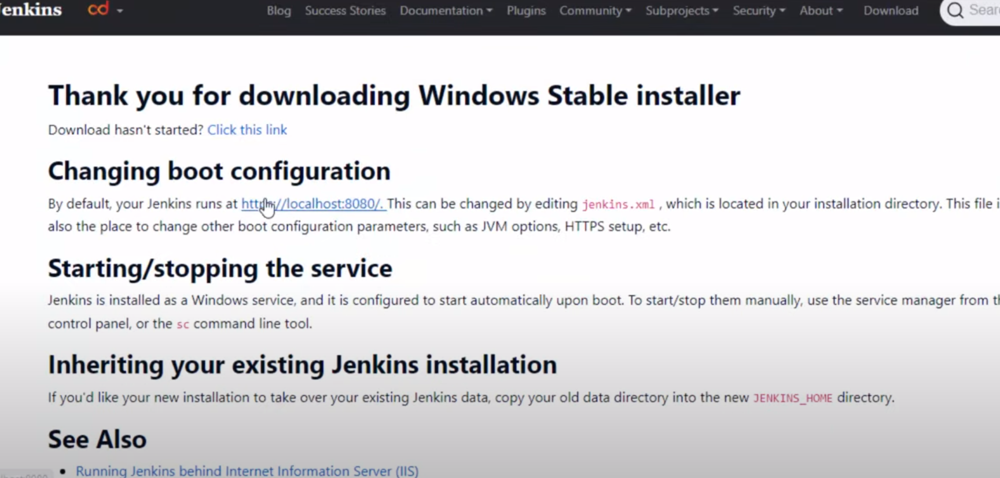 enkins cd Blog Success Stories Documentation Plugins Community Subprojects Security About Download Sear
Thank you for downloading Windows Stable installer
Download hasn't started? Click this link
Changing boot configuration
By default, your Jenkins runs at http://localhost:8080/. This can be changed by editing jenkins.xml , which is located in your installation directory. This file i
also the place to change other boot configuration parameters, such as JVM options, HTTPS setup, etc.
Starting/stopping the service
Jenkins is installed as a Windows service, and it is configured to start automatically upon boot. To start/stop them manually, use the service manager from th
control panel, or the sc command line tool.
Inheriting your existing Jenkins installation
If you'd like your new installation to take over your existing Jenkins data, copy your old data directory into the new JENKINS_HOME directory.
See Also
• Running Jenkins behind Internet Information Server (IIS)